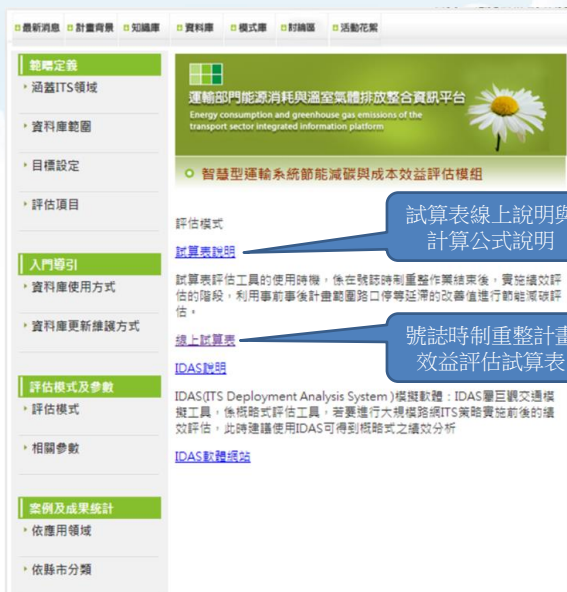 最新消息 計畫背景 知識庫 資料庫 模式庫 討論區 活動花絮
範疇定義
涵蓋ITS領域
資料庫範圍
目標設定
評估項目
入門導引
資料庫使用方式
資料庫更新維護方式
評估模式及參數
評估模式
相關參數
案例及成果統計
依應用領域
依縣市分類
運輸部門能源消耗與溫室氣體排放整合資訊平台
Energy consumption and greenhouse gas emissions of the
transport sector integrated information platform
智慧型運輸系統節能減碳與成本效益評估模組
評估模式
試算表線上說明與
計算公式說明
試算表說明
試算表評估工具的使用時機，係在號誌時制重整作業結束後，實施績效評
估的階段，利用事前事後計畫範圍路口停等延滯的改善值進行節能減碳評
估。
號誌時制重整計畫
效益評估試算表
線上試算表
IDAS說明
IDAS(ITS Deployment Analysis System )模擬軟體：IDAS屬巨觀交通模
擬工具，係概略式評估工具，若要進行大規模路網ITS策略實施前後的績
效評估，此時建議使用IDAS可得到概略式之績效分析
IDAS軟體網站